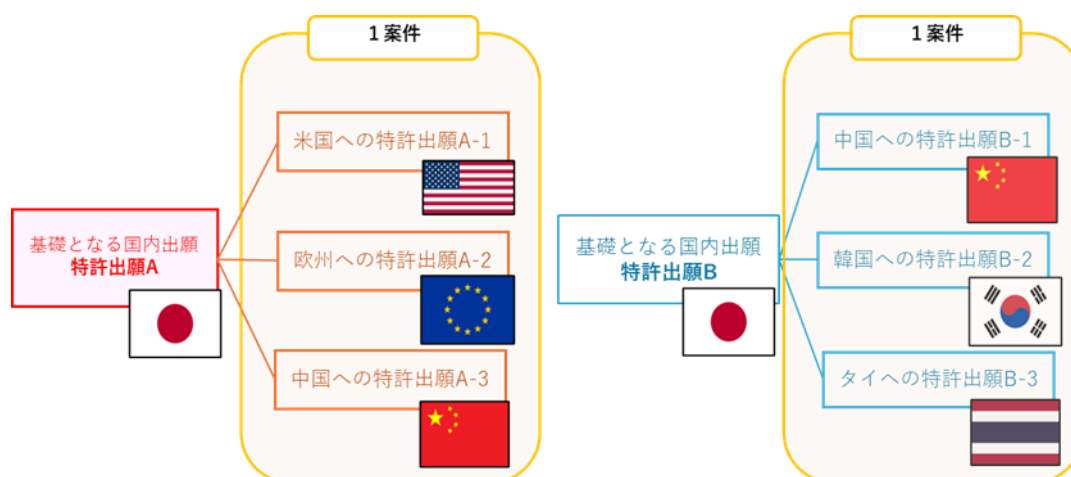 1案件
基礎となる国内出願
特許出願A
米国への特許出願A-1
欧州への特許出願A-2
中国への特許出願A-3
1案件
基礎となる国内出願
特許出願B
中国への特許出願B-1
韓国への特許出願B-2
タイへの特許出願B-3